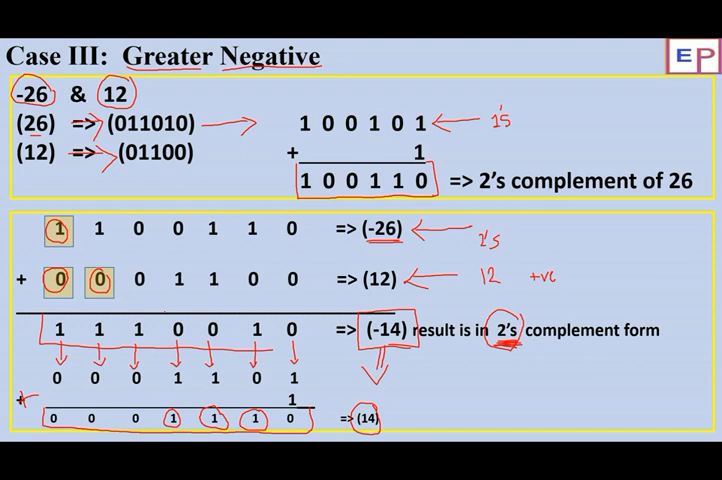 Case III: Greater Negative
EP
-26 & 12
(26) => (011010)
(12) => (01100)
1 0 0 1 0 1 1's
+ 1
1 0 0 1 1 0 => 2's complement of 26
1 1 0 0 1 1 0 => (-26) 2's
+ 0 0 0 1 1 0 0 => (12) 12 +ve
1 1 1 0 0 1 0 => (-14) result is in 2's complement form
0 0 0 1 1 0 1
+ 1
0 0 0 1 1 1 0 => (14)